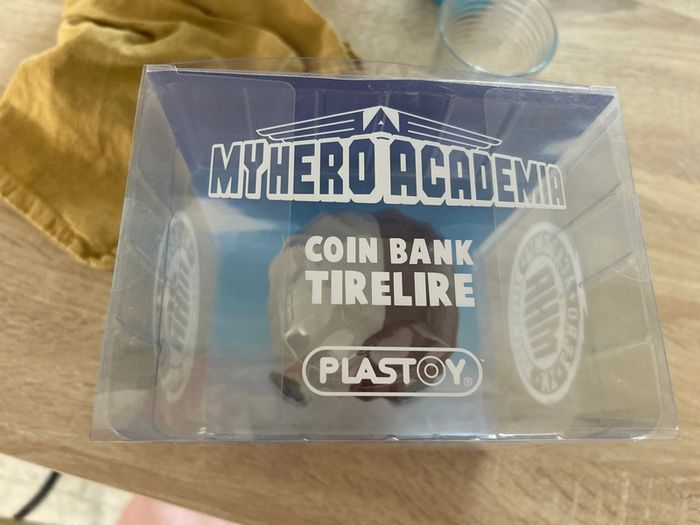 MY HERO ACADEMIA
COIN BANK
TIRELIRE
PLASTOY®